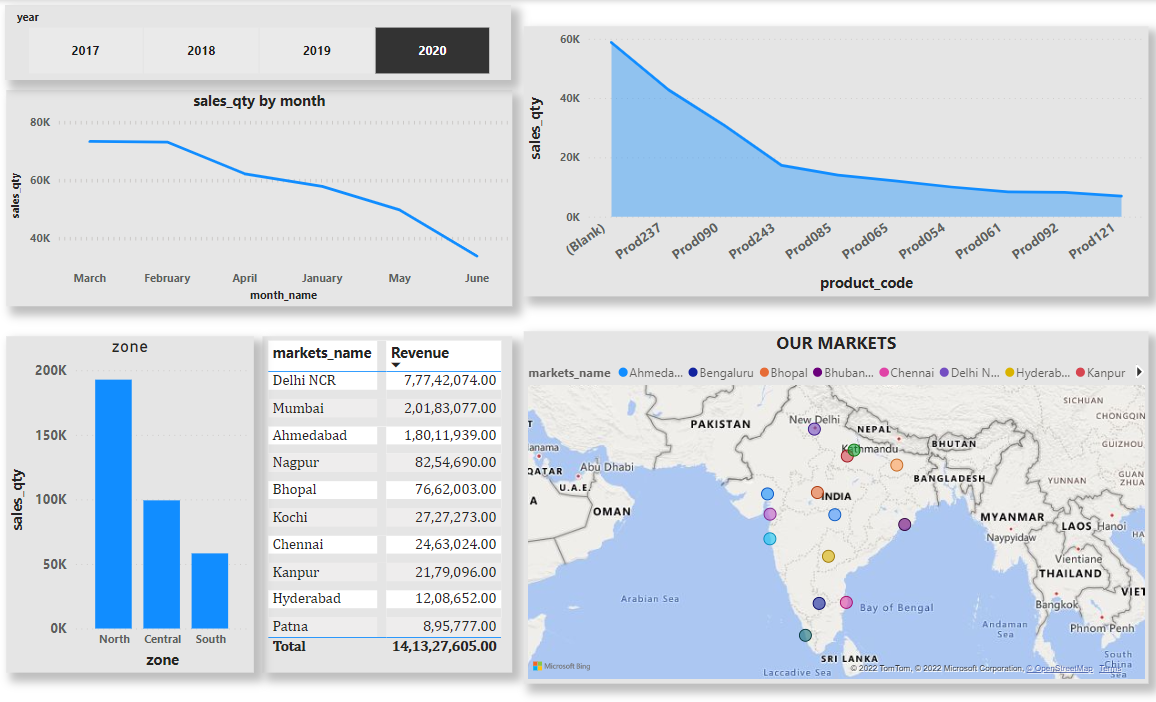 year
2017 2018 2019 2020
sales_qty by month
80K
60K
40K
sales_qty
March February April January May June
month_name
60K
40K
20K
0K
sales_qty
(Blank) Prod237 Prod090 Prod243 Prod085 Prod065 Prod054 Prod061 Prod092 Prod121
product_code
zone
200K
150K
100K
50K
0K
sales_qty
North Central South
zone
markets_name Revenue
Delhi NCR 7,77,42,074.00
Mumbai 2,01,83,077.00
Ahmedabad 1,80,11,939.00
Nagpur 82,54,690.00
Bhopal 76,62,003.00
Kochi 27,27,273.00
Chennai 24,63,024.00
Kanpur 21,79,096.00
Hyderabad 12,08,652.00
Patna 8,95,777.00
Total 14,13,27,605.00
OUR MARKETS
markets_name Ahmeda... Bengaluru Bhopal Bhuban... Chennai Delhi N... Hyderab... Kanpur
SICHUAN
CHONGQIN
PAKISTAN
New Delhi
NEPAL
Kathmandu
BHUTAN
GUIZHOU
anama
QATAR
Abu Dhabi
U.A.E.
BANGLADESH
YUNNAN
GUAN
ZHUA
A
OMAN
INDIA
MYANMAR
Naypyidaw
LAOS
Hanoi
HA
Vientiane
THAILAND
VIET
Arabian Sea
Bay of Bengal
Bangkok
Andaman
Sea
Phnom Penh
SRI LANKA
Laccadive Sea
South
China
Sea
Microsoft Bing
© 2022 TomTom, © 2022 Microsoft Corporation, © OpenStreetMap Terms